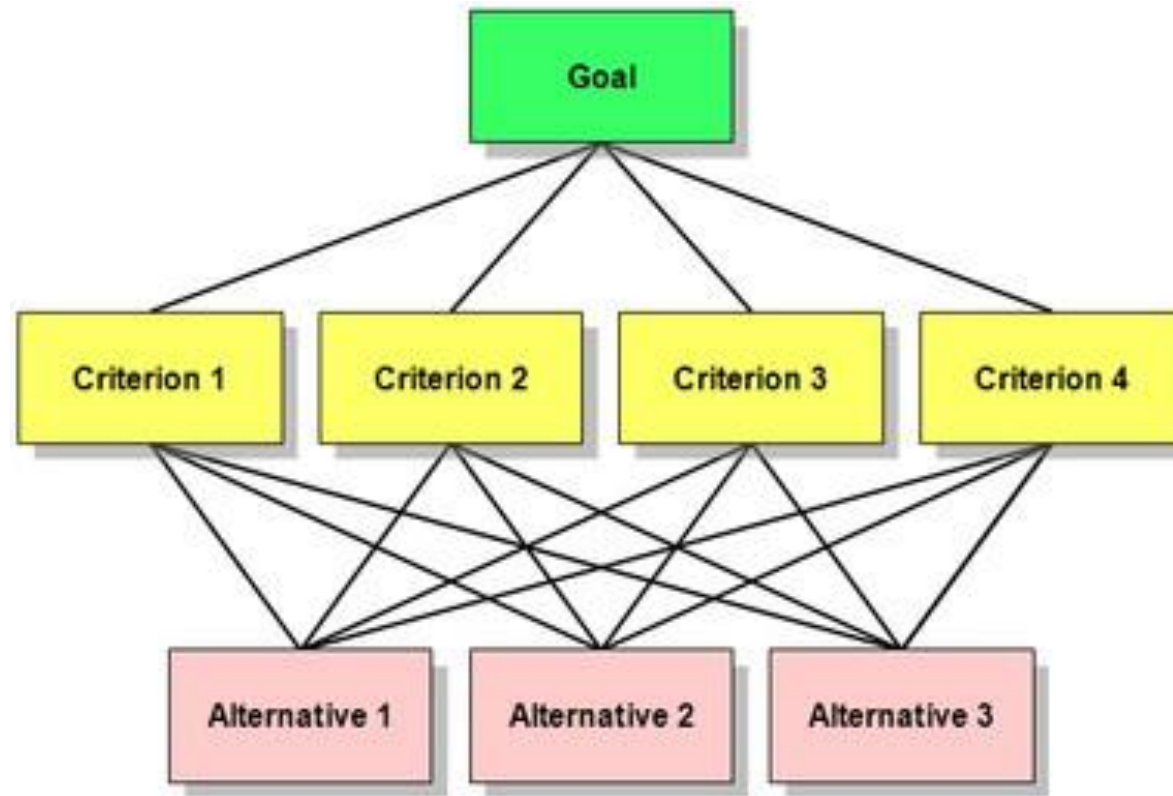 Goal
Criterion 1
Criterion 2
Criterion 3
Criterion 4
Alternative 1
Alternative 2
Alternative 3